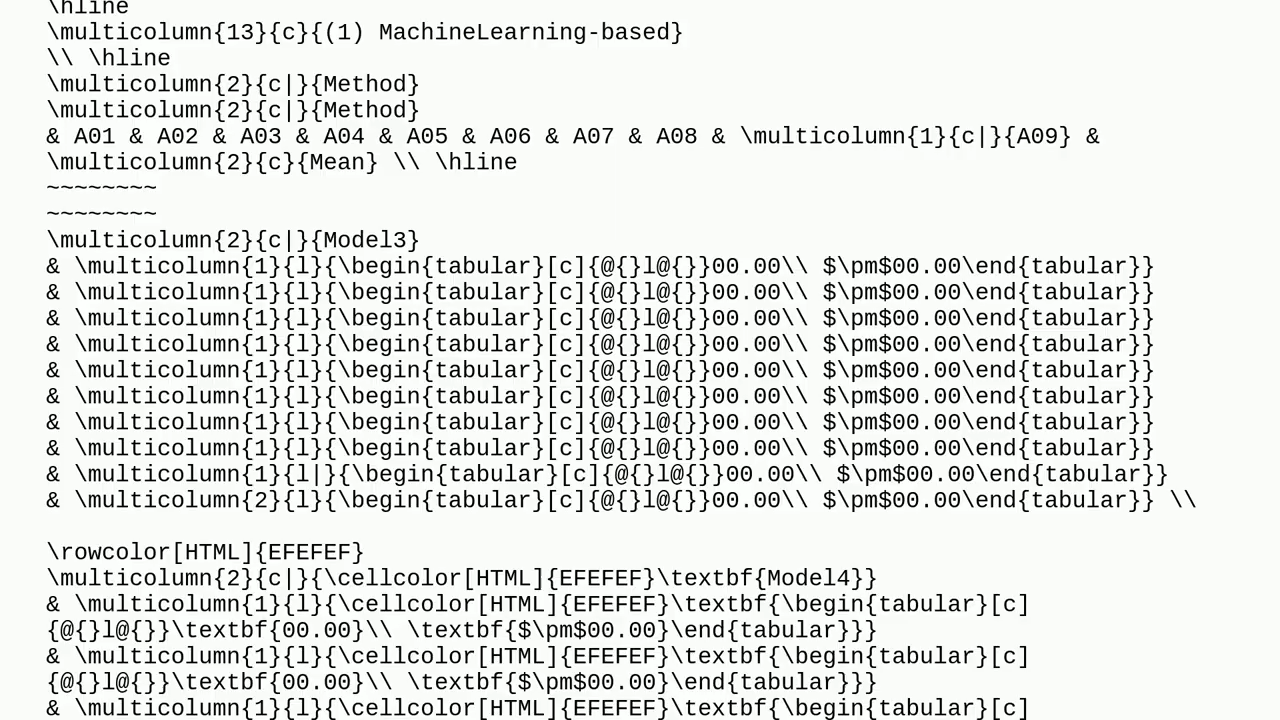 \hline
\multicolumn{13}{c}{(1) MachineLearning-based}
\\ \hline
\multicolumn{2}{c|}{Method}
\multicolumn{2}{c|}{Method}
& A01 & A02 & A03 & A04 & A05 & A06 & A07 & A08 & \multicolumn{1}{c|}{A09} &
\multicolumn{2}{c}{Mean} \\ \hline
~~~~~~~~
~~~~~~~~
\multicolumn{2}{c|}{Model3}
& \multicolumn{1}{l}{\begin{tabular}[c]{@{}l@{}}00.00\\ $\pm$00.00\end{tabular}}
& \multicolumn{1}{l}{\begin{tabular}[c]{@{}l@{}}00.00\\ $\pm$00.00\end{tabular}}
& \multicolumn{1}{l}{\begin{tabular}[c]{@{}l@{}}00.00\\ $\pm$00.00\end{tabular}}
& \multicolumn{1}{l}{\begin{tabular}[c]{@{}l@{}}00.00\\ $\pm$00.00\end{tabular}}
& \multicolumn{1}{l}{\begin{tabular}[c]{@{}l@{}}00.00\\ $\pm$00.00\end{tabular}}
& \multicolumn{1}{l}{\begin{tabular}[c]{@{}l@{}}00.00\\ $\pm$00.00\end{tabular}}
& \multicolumn{1}{l}{\begin{tabular}[c]{@{}l@{}}00.00\\ $\pm$00.00\end{tabular}}
& \multicolumn{1}{l}{\begin{tabular}[c]{@{}l@{}}00.00\\ $\pm$00.00\end{tabular}}
& \multicolumn{1}{l|}{\begin{tabular}[c]{@{}l@{}}00.00\\ $\pm$00.00\end{tabular}}
& \multicolumn{2}{l}{\begin{tabular}[c]{@{}l@{}}00.00\\ $\pm$00.00\end{tabular}} \\
\rowcolor[HTML]{EFEFEF}
\multicolumn{2}{c|}{\cellcolor[HTML]{EFEFEF}\textbf{Model4}}
& \multicolumn{1}{l}{\cellcolor[HTML]{EFEFEF}\textbf{\begin{tabular}[c]
{@{}l@{}}\textbf{00.00}\\ \textbf{$\pm$00.00}\end{tabular}}}
& \multicolumn{1}{l}{\cellcolor[HTML]{EFEFEF}\textbf{\begin{tabular}[c]
{@{}l@{}}\textbf{00.00}\\ \textbf{$\pm$00.00}\end{tabular}}}
& \multicolumn{1}{l}{\cellcolor[HTML]{EFEFEF}\textbf{\begin{tabular}[c]